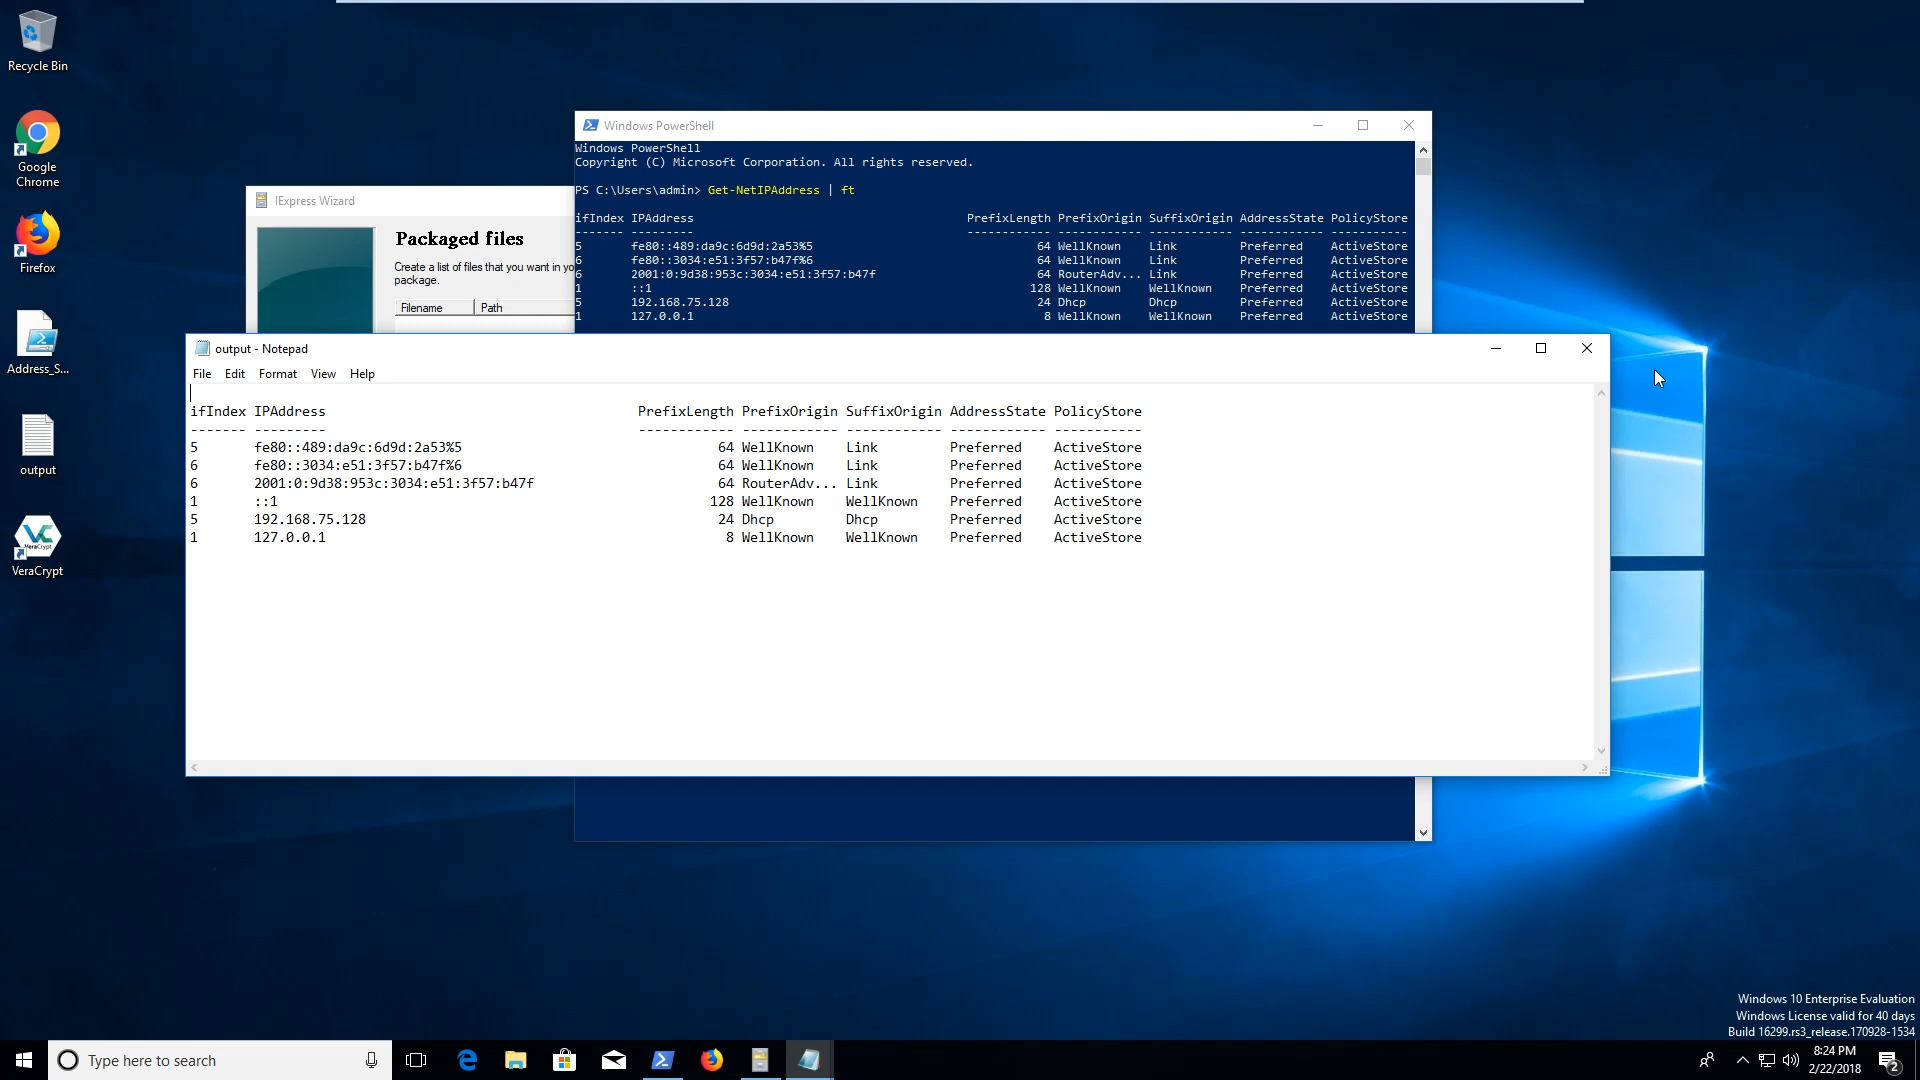 Recycle Bin
Google
Chrome
Firefox
Address_S...
output
VeraCrypt
Windows PowerShell
Windows PowerShell
Copyright (C) Microsoft Corporation. All rights reserved.
PS C:\Users\admin> Get-NetIPAddress | ft
ifIndex IPAddress PrefixLength PrefixOrigin SuffixOrigin AddressState PolicyStore
------- --------- ------------ ------------ ------------ ------------ -----------
5 fe80::489:da9c:6d9d:2a53%5 64 WellKnown Link Preferred ActiveStore
6 fe80::3034:e51:3f57:b47f%6 64 WellKnown Link Preferred ActiveStore
6 2001:0:9d38:953c:3034:e51:3f57:b47f 64 RouterAdv... Link Preferred ActiveStore
1 ::1 128 WellKnown WellKnown Preferred ActiveStore
5 192.168.75.128 24 Dhcp Dhcp Preferred ActiveStore
1 127.0.0.1 8 WellKnown WellKnown Preferred ActiveStore
IExpress Wizard
Packaged files
Create a list of files that you want in yo
package.
Filename Path
output - Notepad
File Edit Format View Help
ifIndex IPAddress PrefixLength PrefixOrigin SuffixOrigin AddressState PolicyStore
------- --------- ------------ ------------ ------------ ------------ -----------
5 fe80::489:da9c:6d9d:2a53%5 64 WellKnown Link Preferred ActiveStore
6 fe80::3034:e51:3f57:b47f%6 64 WellKnown Link Preferred ActiveStore
6 2001:0:9d38:953c:3034:e51:3f57:b47f 64 RouterAdv... Link Preferred ActiveStore
1 ::1 128 WellKnown WellKnown Preferred ActiveStore
5 192.168.75.128 24 Dhcp Dhcp Preferred ActiveStore
1 127.0.0.1 8 WellKnown WellKnown Preferred ActiveStore
Windows 10 Enterprise Evaluation
Windows License valid for 40 days
Build 16299.rs3_release.170928-1534
Type here to search
8:24 PM
2/22/2018
2